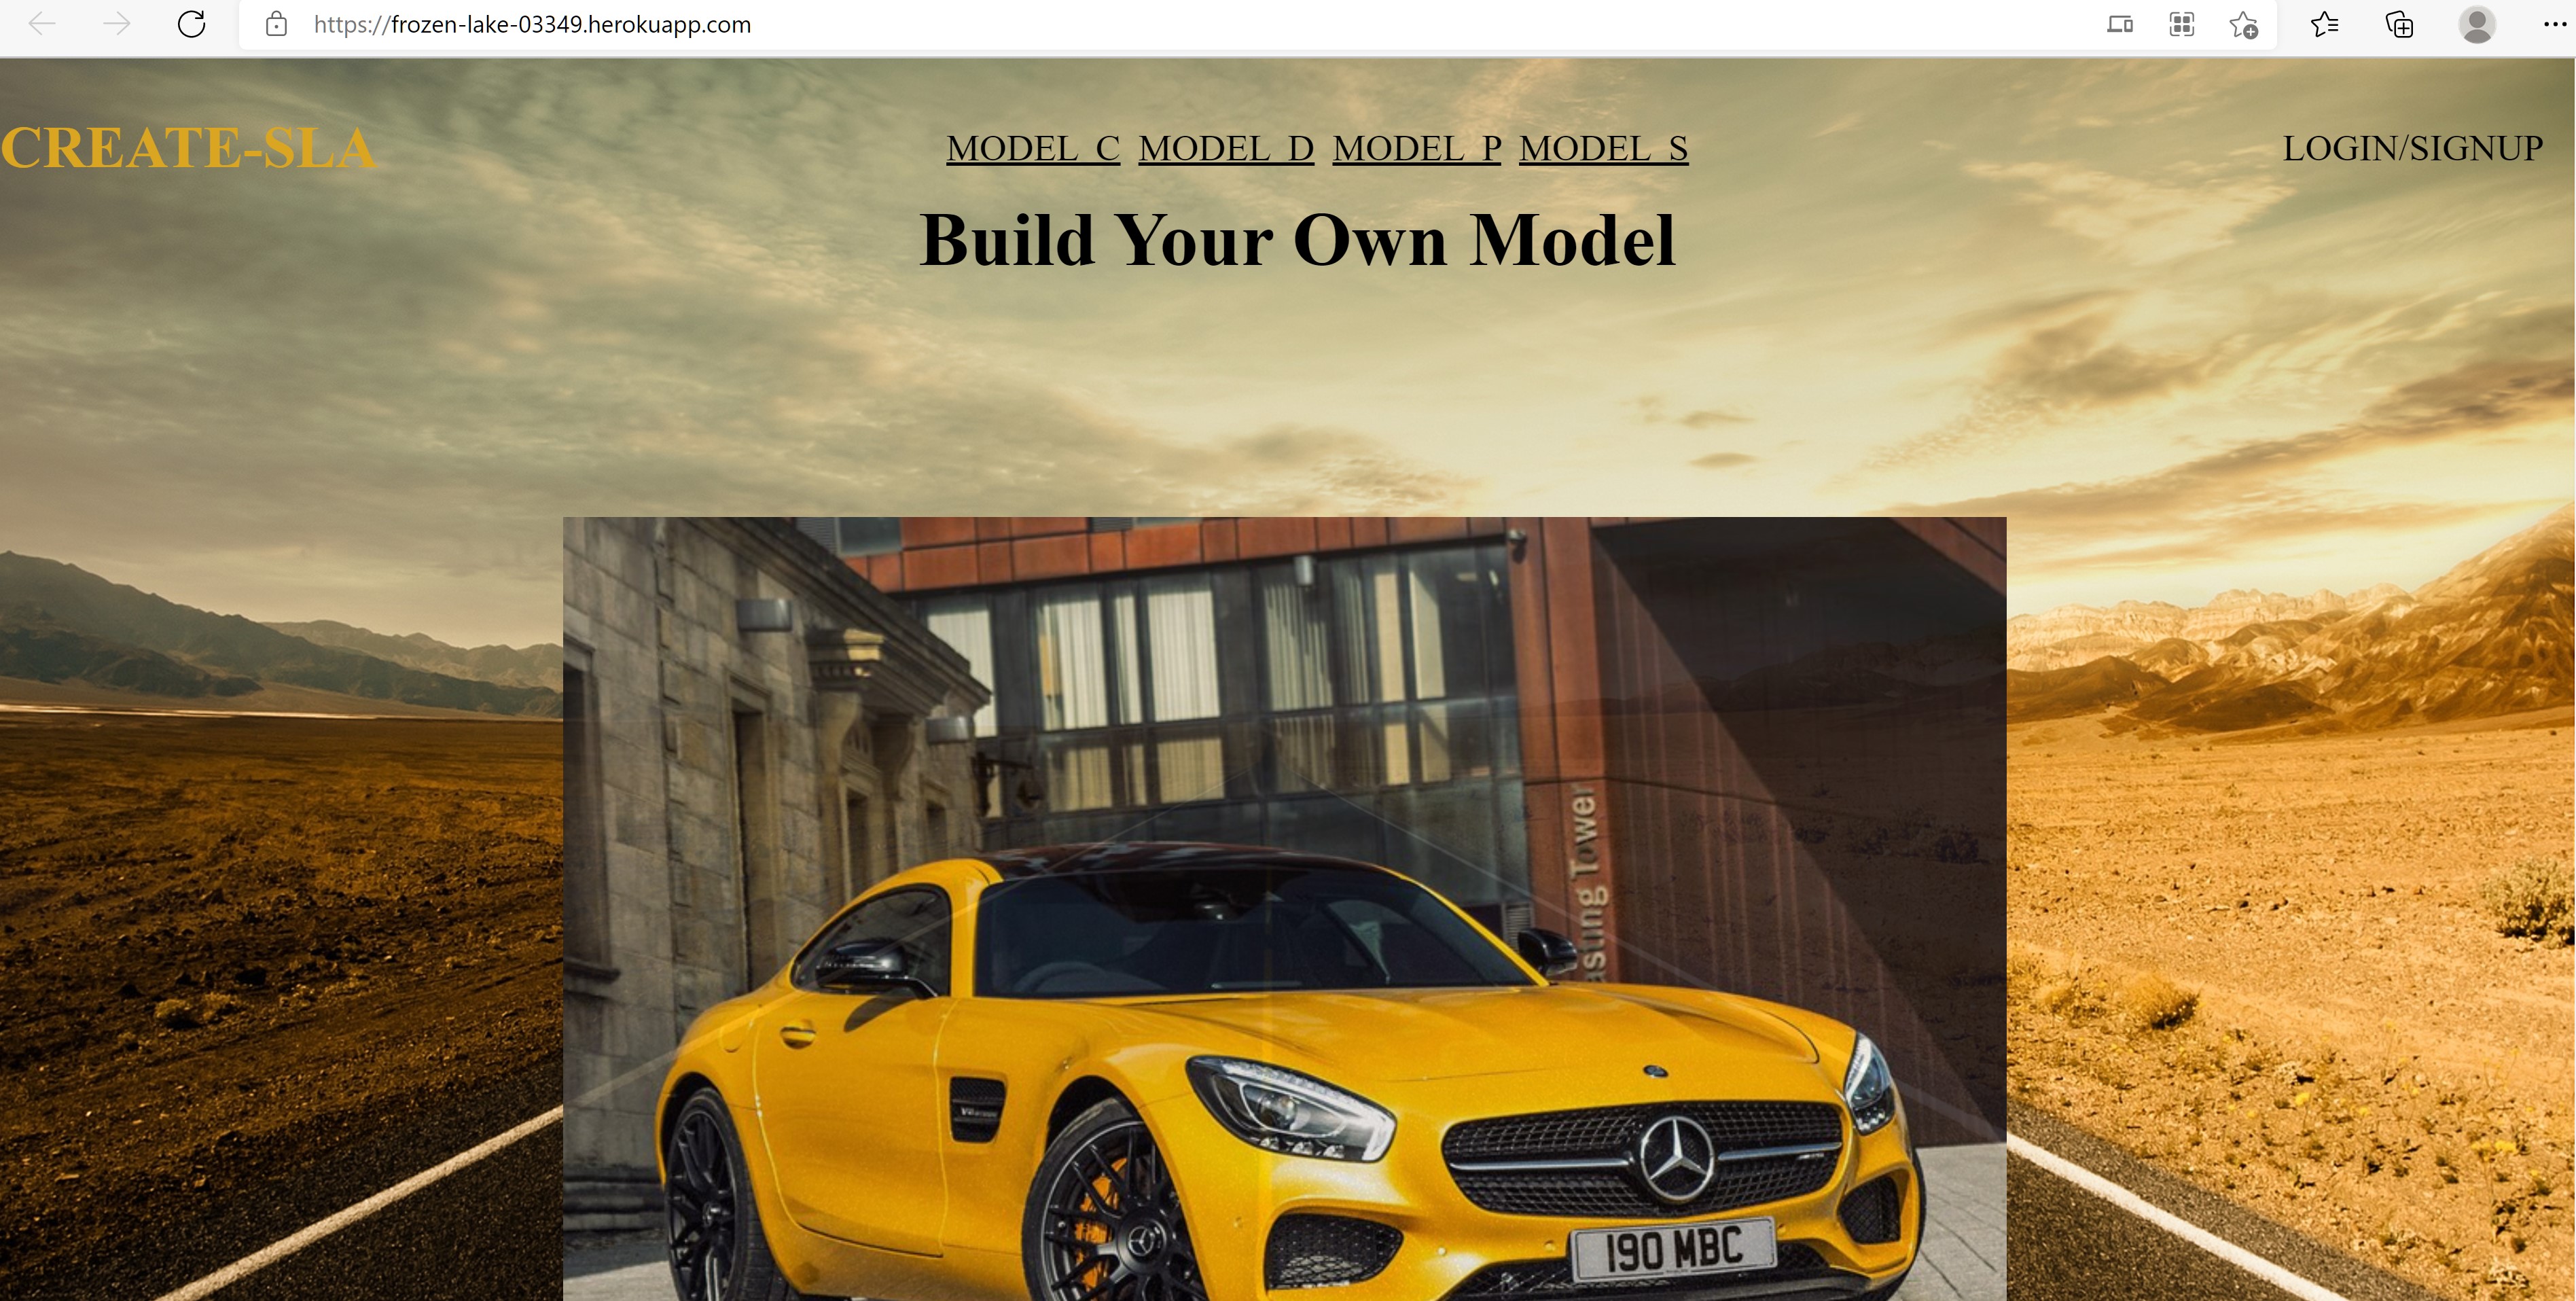 https://frozen-lake-03349.herokuapp.com
CREATE-SLA
MODEL C MODEL D MODEL P MODEL S
LOGIN/SIGNUP
Build Your Own Model
asting Tower
190 MBC